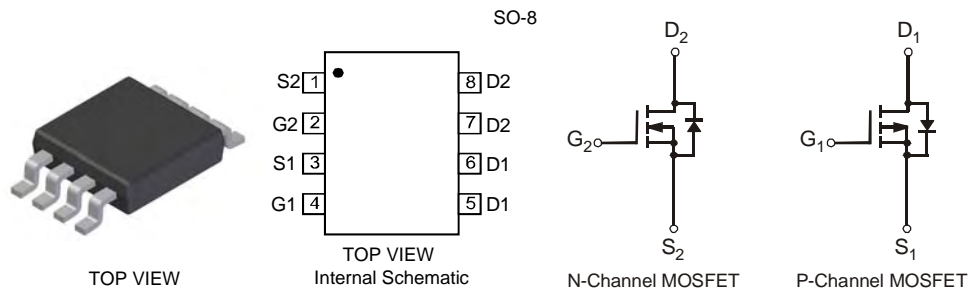 SO-8
S2 1 8 D2
G2 2 7 D2
S1 3 6 D1
G1 4 5 D1
TOP VIEW
TOP VIEW
Internal Schematic
D₂
G₂
S₂
N-Channel MOSFET
D₁
G₁
S₁
P-Channel MOSFET